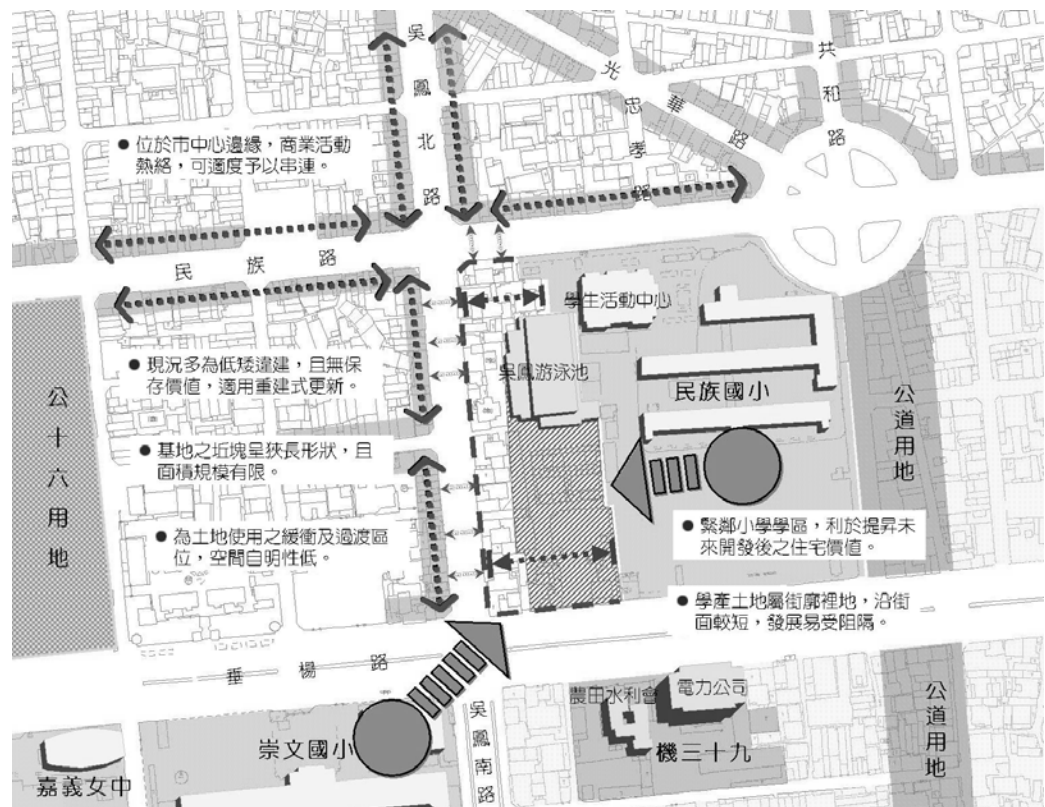 吳鳳北路
光華路
共和路
忠孝路
● 位於市中心邊緣，商業活動
熱絡，可適度予以串連。
民族路
學生活動中心
● 現況多為低矮違建，且無保
存價值，適用重建式更新。
吳鳳游泳池
民族國小
公十六用地
公道用地
● 基地之坵塊呈狹長形狀，且
面積規模有限。
● 為土地使用之緩衝及過渡區
位，空間自明性低。
● 緊鄰小學學區，利於提昇未
來開發後之住宅價值。
● 學產土地屬街廓裡地，沿街
面較短，發展易受阻隔。
垂楊路
農田水利會
電力公司
公道用地
吳鳳南路
崇文國小
機三十九
嘉義女中